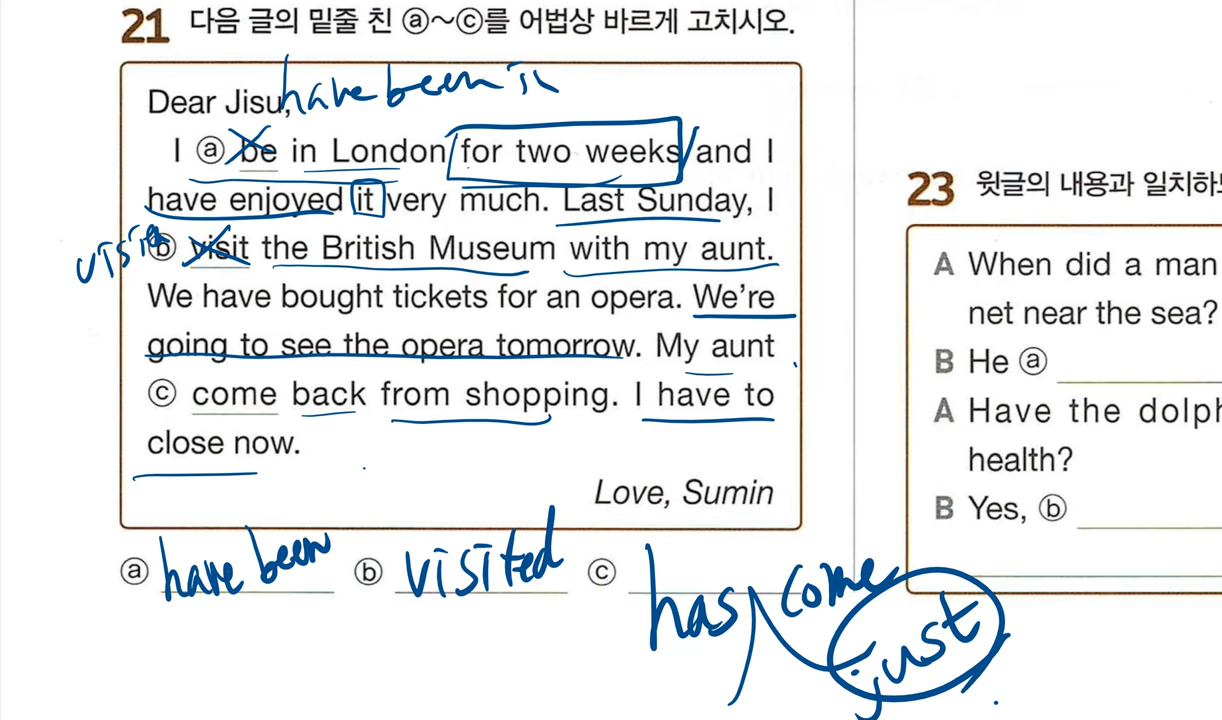 21 다음 글의 밑줄 친 ⓐ~ⓒ를 어법상 바르게 고치시오.
have been in
Dear Jisu,
I ⓐ be in London for two weeks and I
have enjoyed it very much. Last Sunday, I
ⓑ visit the British Museum with my aunt.
We have bought tickets for an opera. We're
going to see the opera tomorrow. My aunt
ⓒ come back from shopping. I have to
close now.
Love, Sumin
ⓐ have been ⓑ visited ⓒ has come
just
23 윗글의 내용과 일치하
A When did a man
net near the sea?
B He ⓐ
A Have the dolph
health?
B Yes, ⓑ